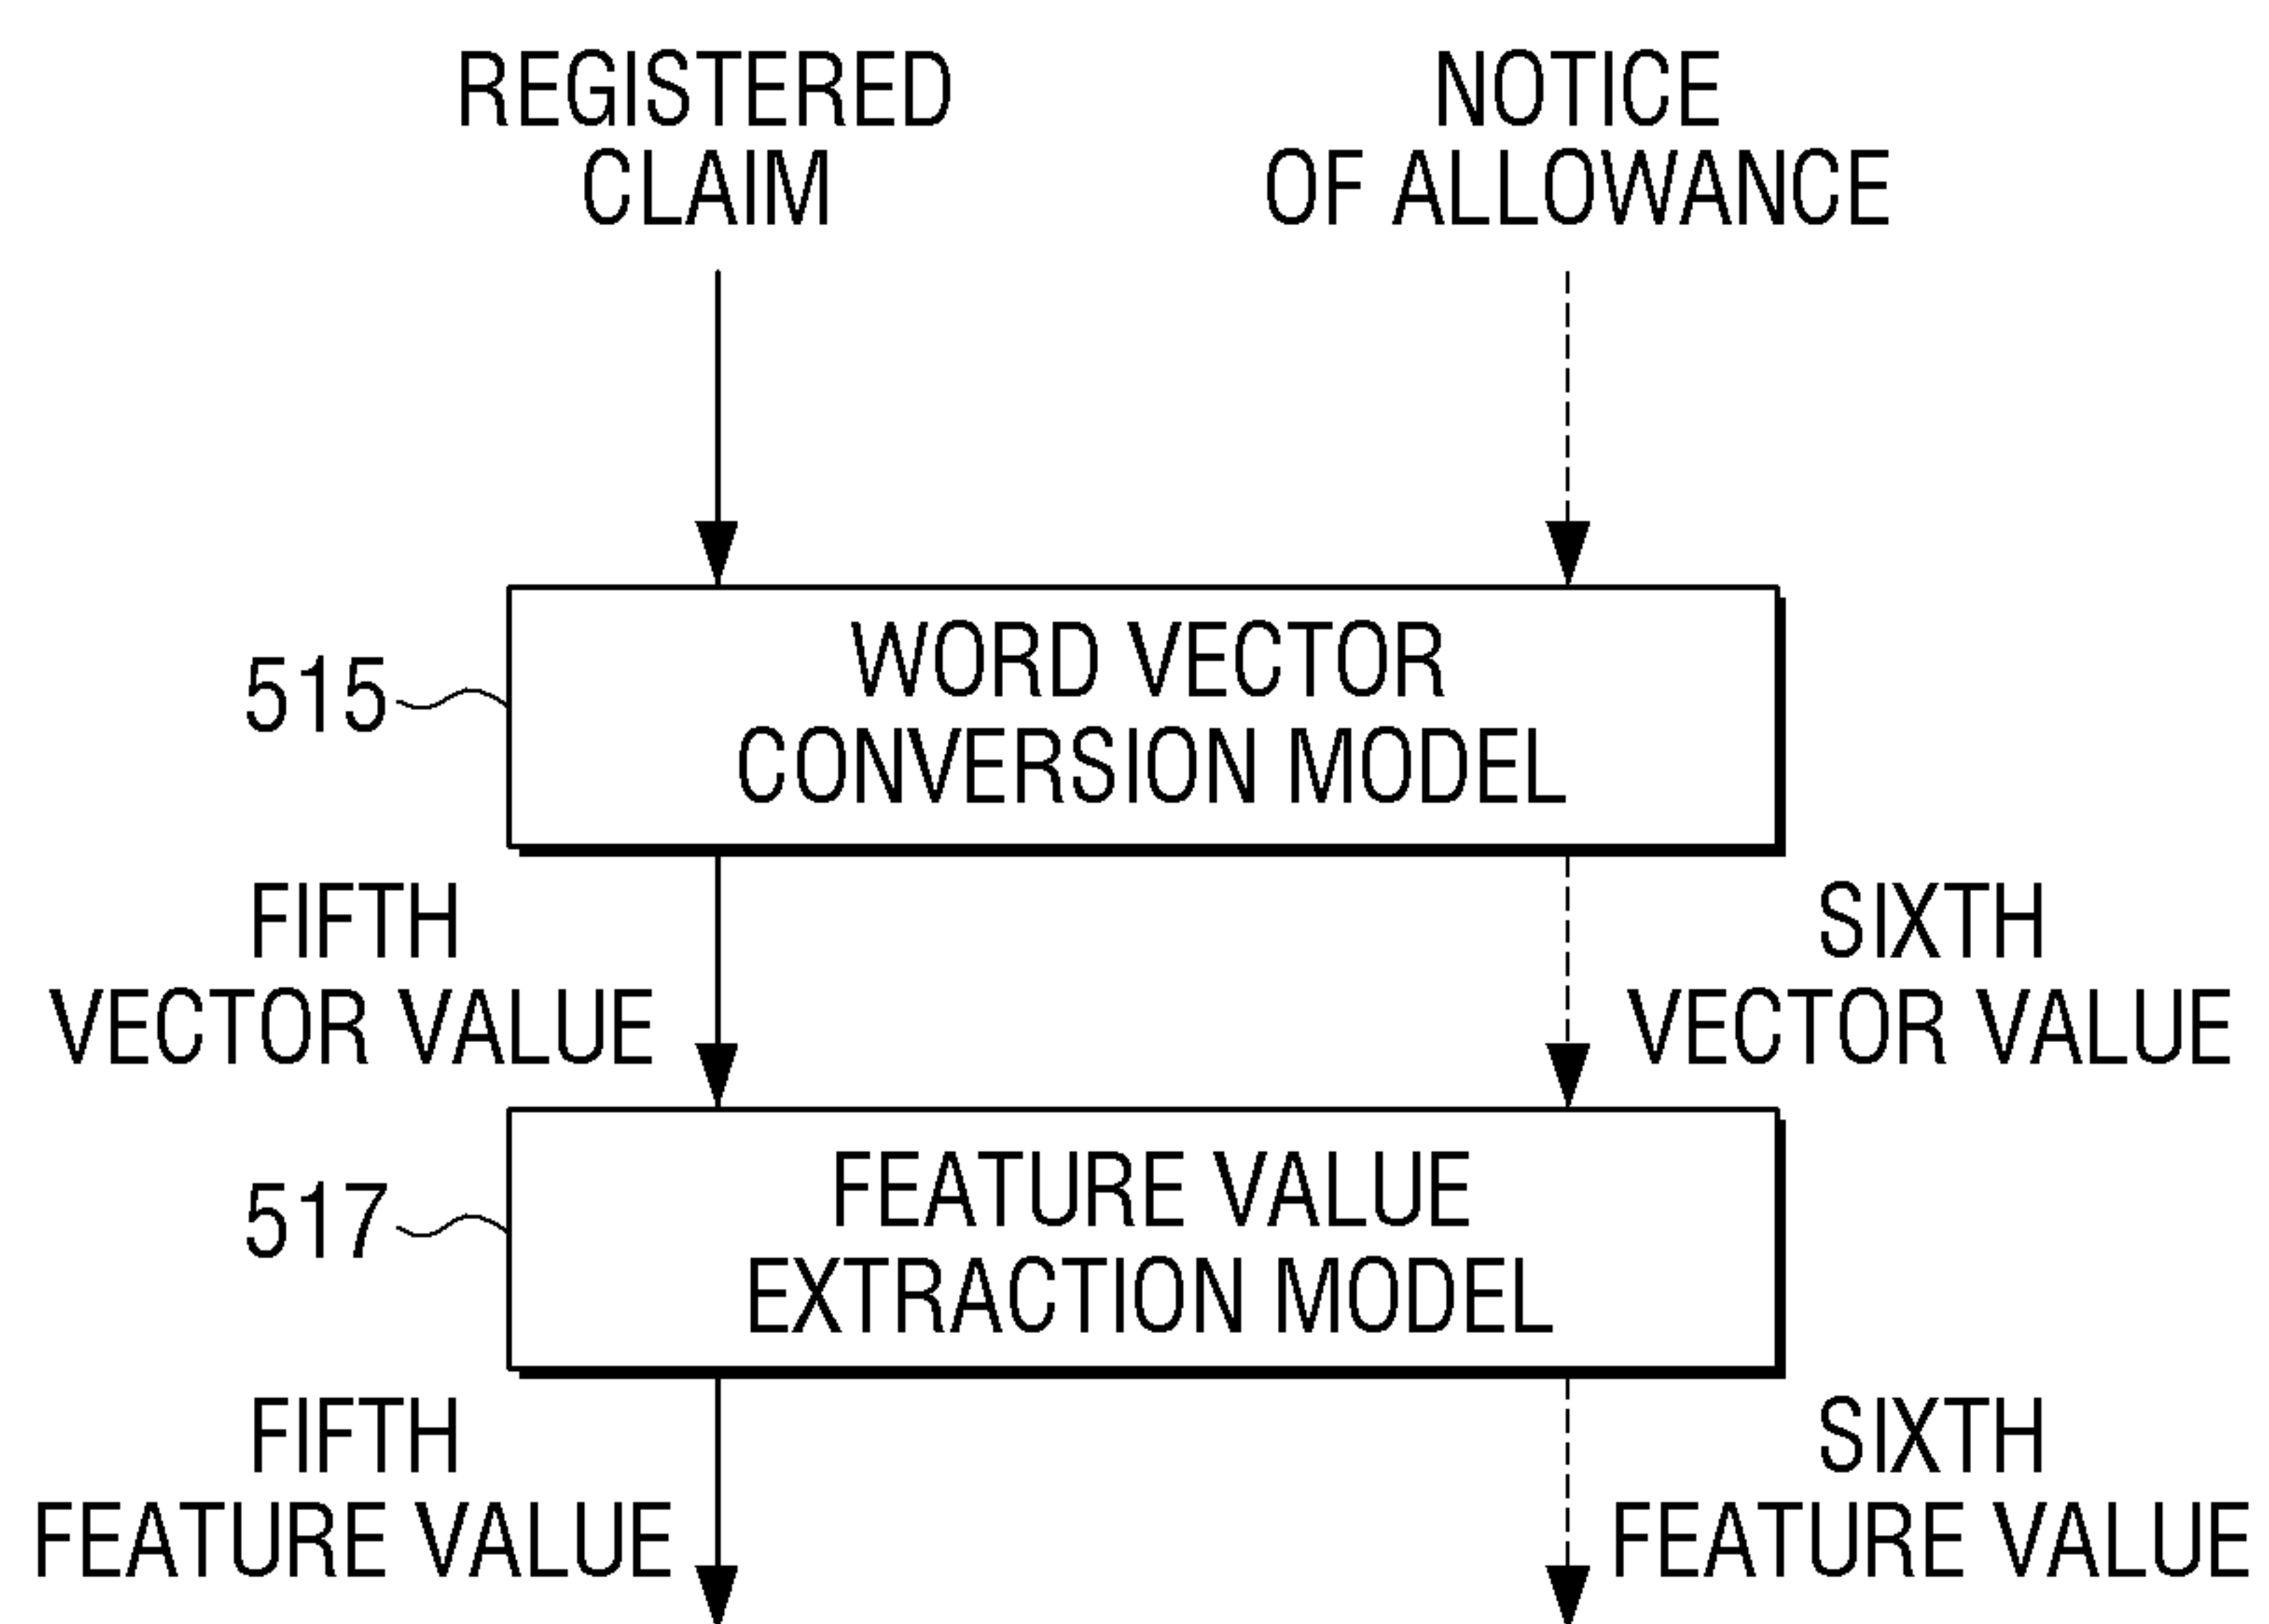 REGISTERED
CLAIM
NOTICE
OF ALLOWANCE
515
WORD VECTOR
CONVERSION MODEL
FIFTH
VECTOR VALUE
SIXTH
VECTOR VALUE
517
FEATURE VALUE
EXTRACTION MODEL
FIFTH
FEATURE VALUE
SIXTH
FEATURE VALUE